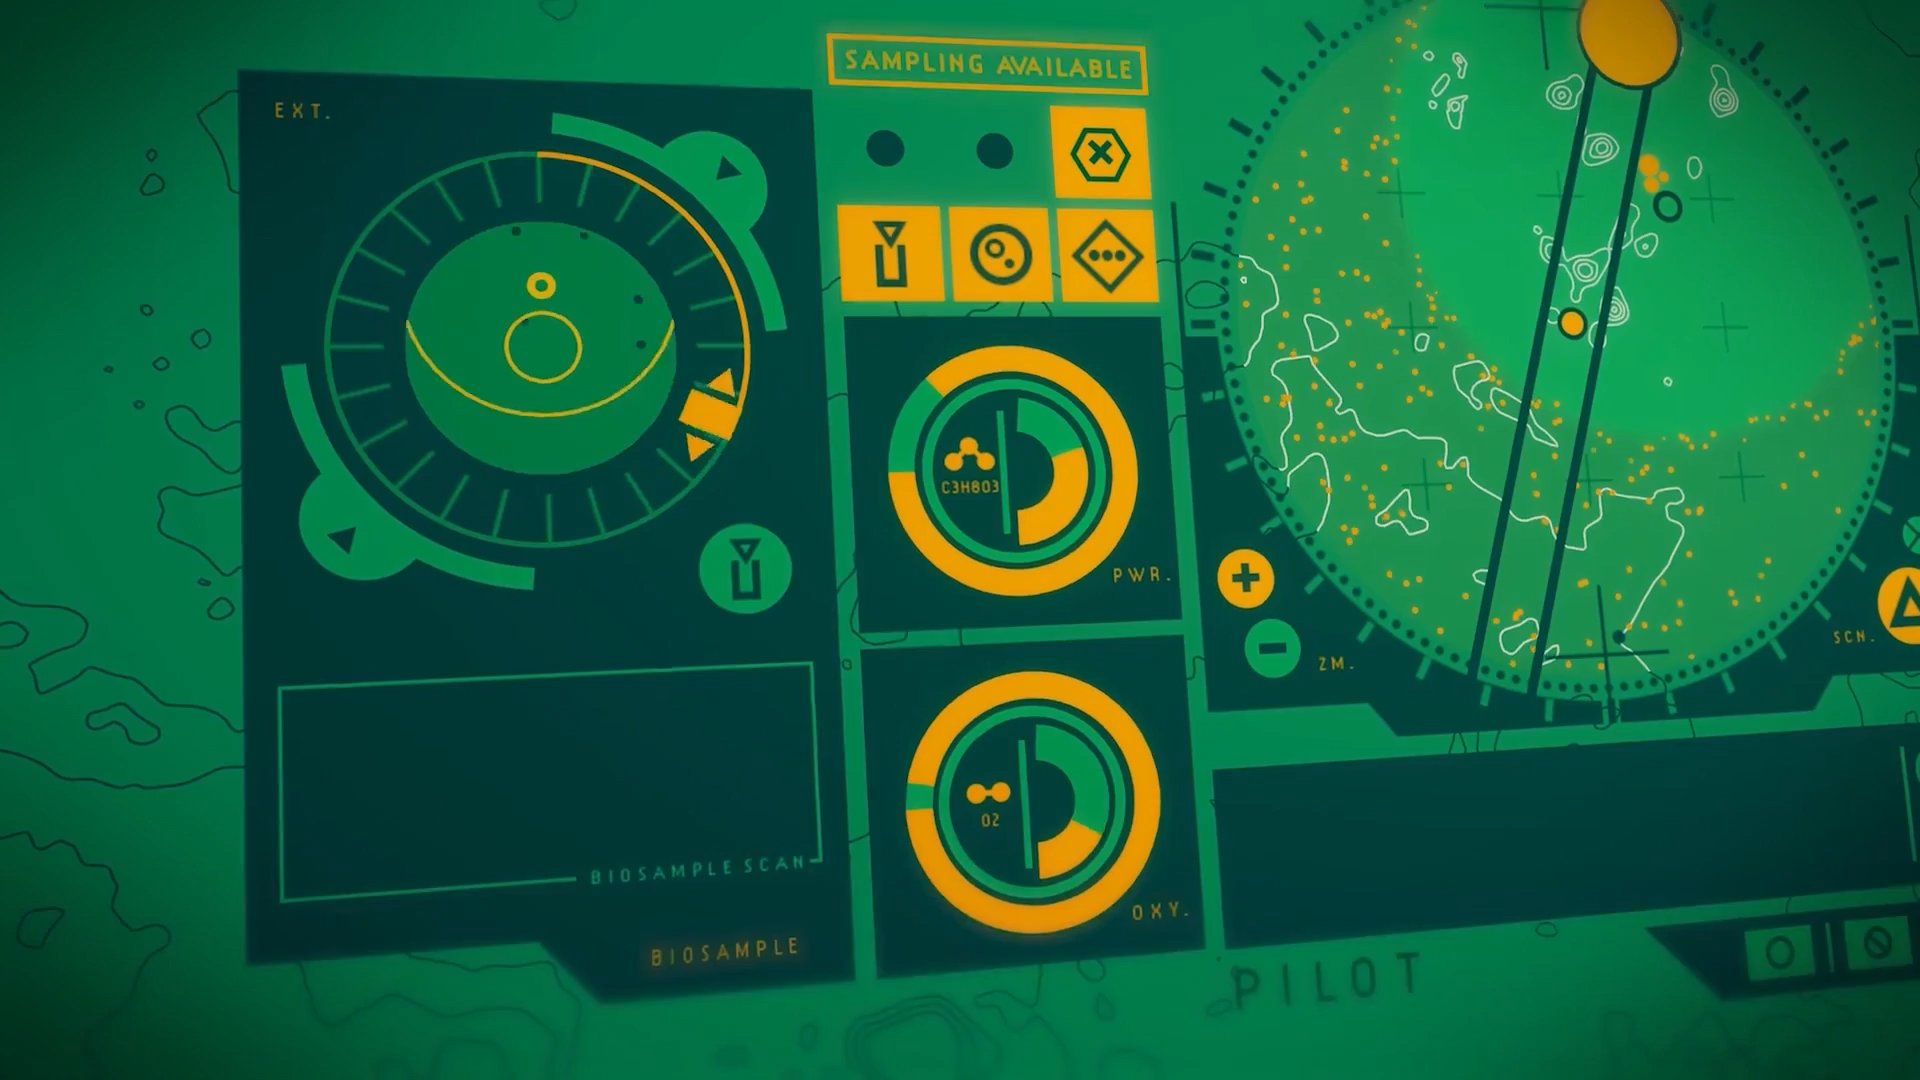 EXT.
SAMPLING AVAILABLE
C3H8O3
PWR.
ZM.
SCN.
O2
OXY.
BIOSAMPLE SCAN
BIOSAMPLE
PILOT